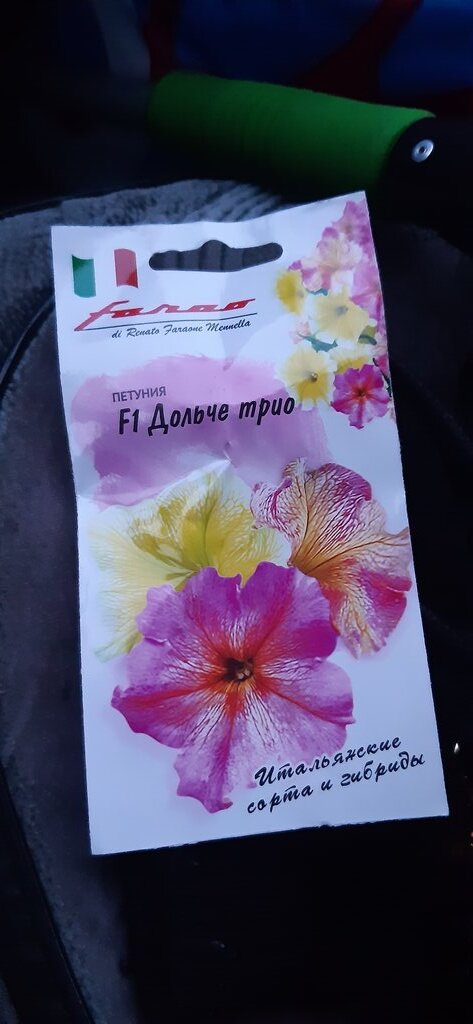 farao
di Renato Faraone Mennella
ПЕТУНИЯ
F1 Дольче трио
Итальянские
сорта и гибриды